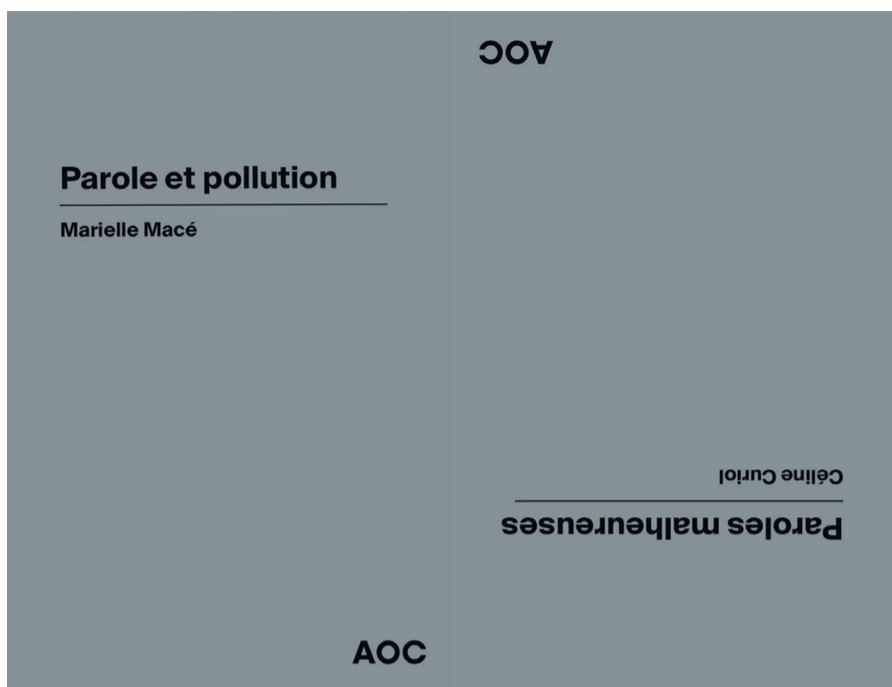 Parole et pollution
Marielle Macé
AOC
Paroles malheureuses
Céline Curiol
AOC